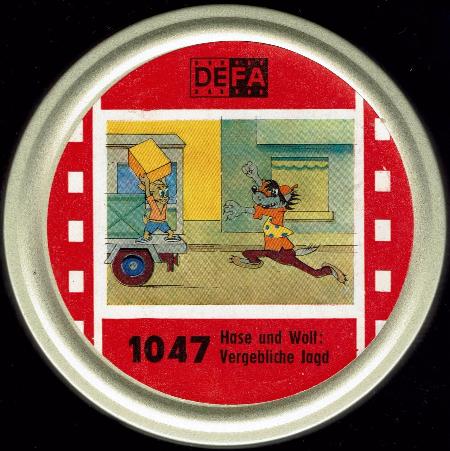 DEFA
1047 Hase und Wolf:
Vergebliche Jagd